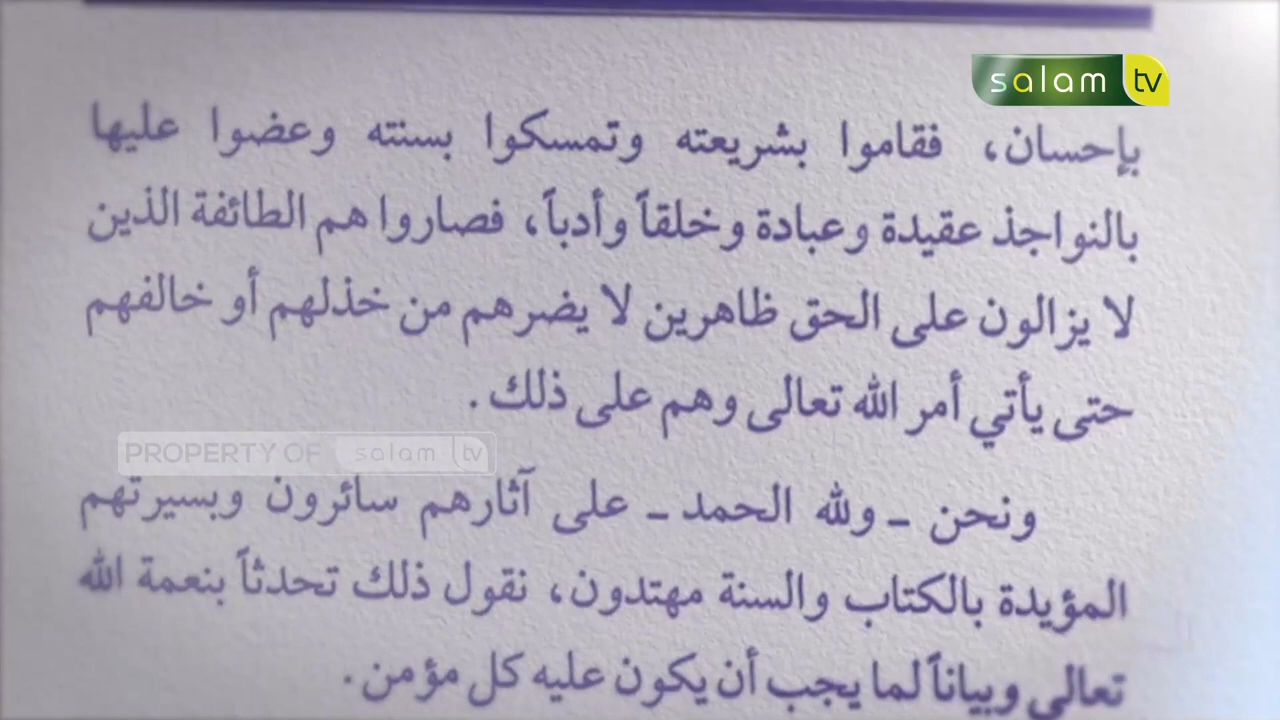 salam tv
بإحسان، فقاموا بشريعته وتمسكوا بسنته وعضوا عليها
بالنواجذ عقيدة وعبادة وخلقاً وأدباً، فصاروا هم الطائفة الذين
لا يزالون على الحق ظاهرين لا يضرهم من خذلهم أو خالفهم
حتى يأتي أمر الله تعالى وهم على ذلك.
PROPERTY OF salam tv
ونحن ـ ولله الحمد ـ على آثارهم سائرون وبسيرتهم
المؤيدة بالكتاب والسنة مهتدون، نقول ذلك تحدثاً بنعمة الله
تعالى وبياناً لما يجب أن يكون عليه كل مؤمن.